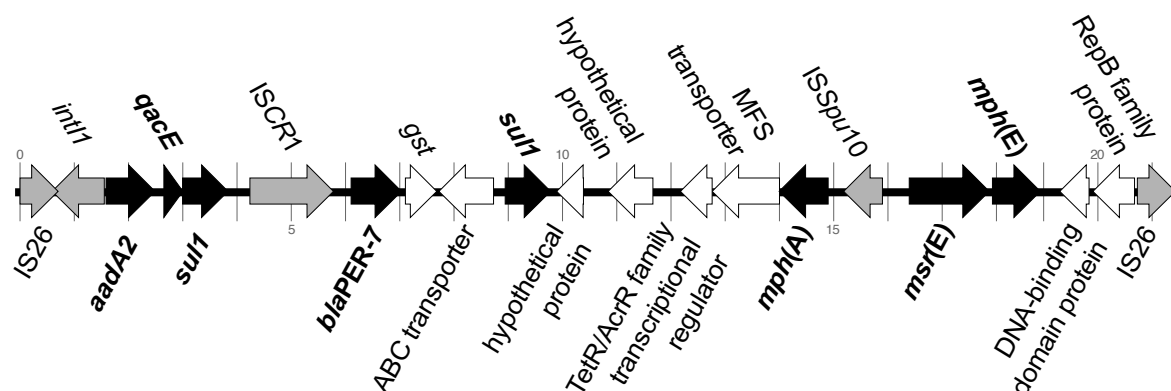 intI1
qacE
ISCR1
gst
sul1
hypothetical
protein
transporter
MFS
ISSpu10
mph(E)
RepB family
protein
0
5
10
15
20
IS26
aadA2
sul1
blaPER-7
ABC transporter
hypothetical
protein
TetR/AcrR family
transcriptional
regulator
mph(A)
msr(E)
DNA-binding
domain protein
IS26